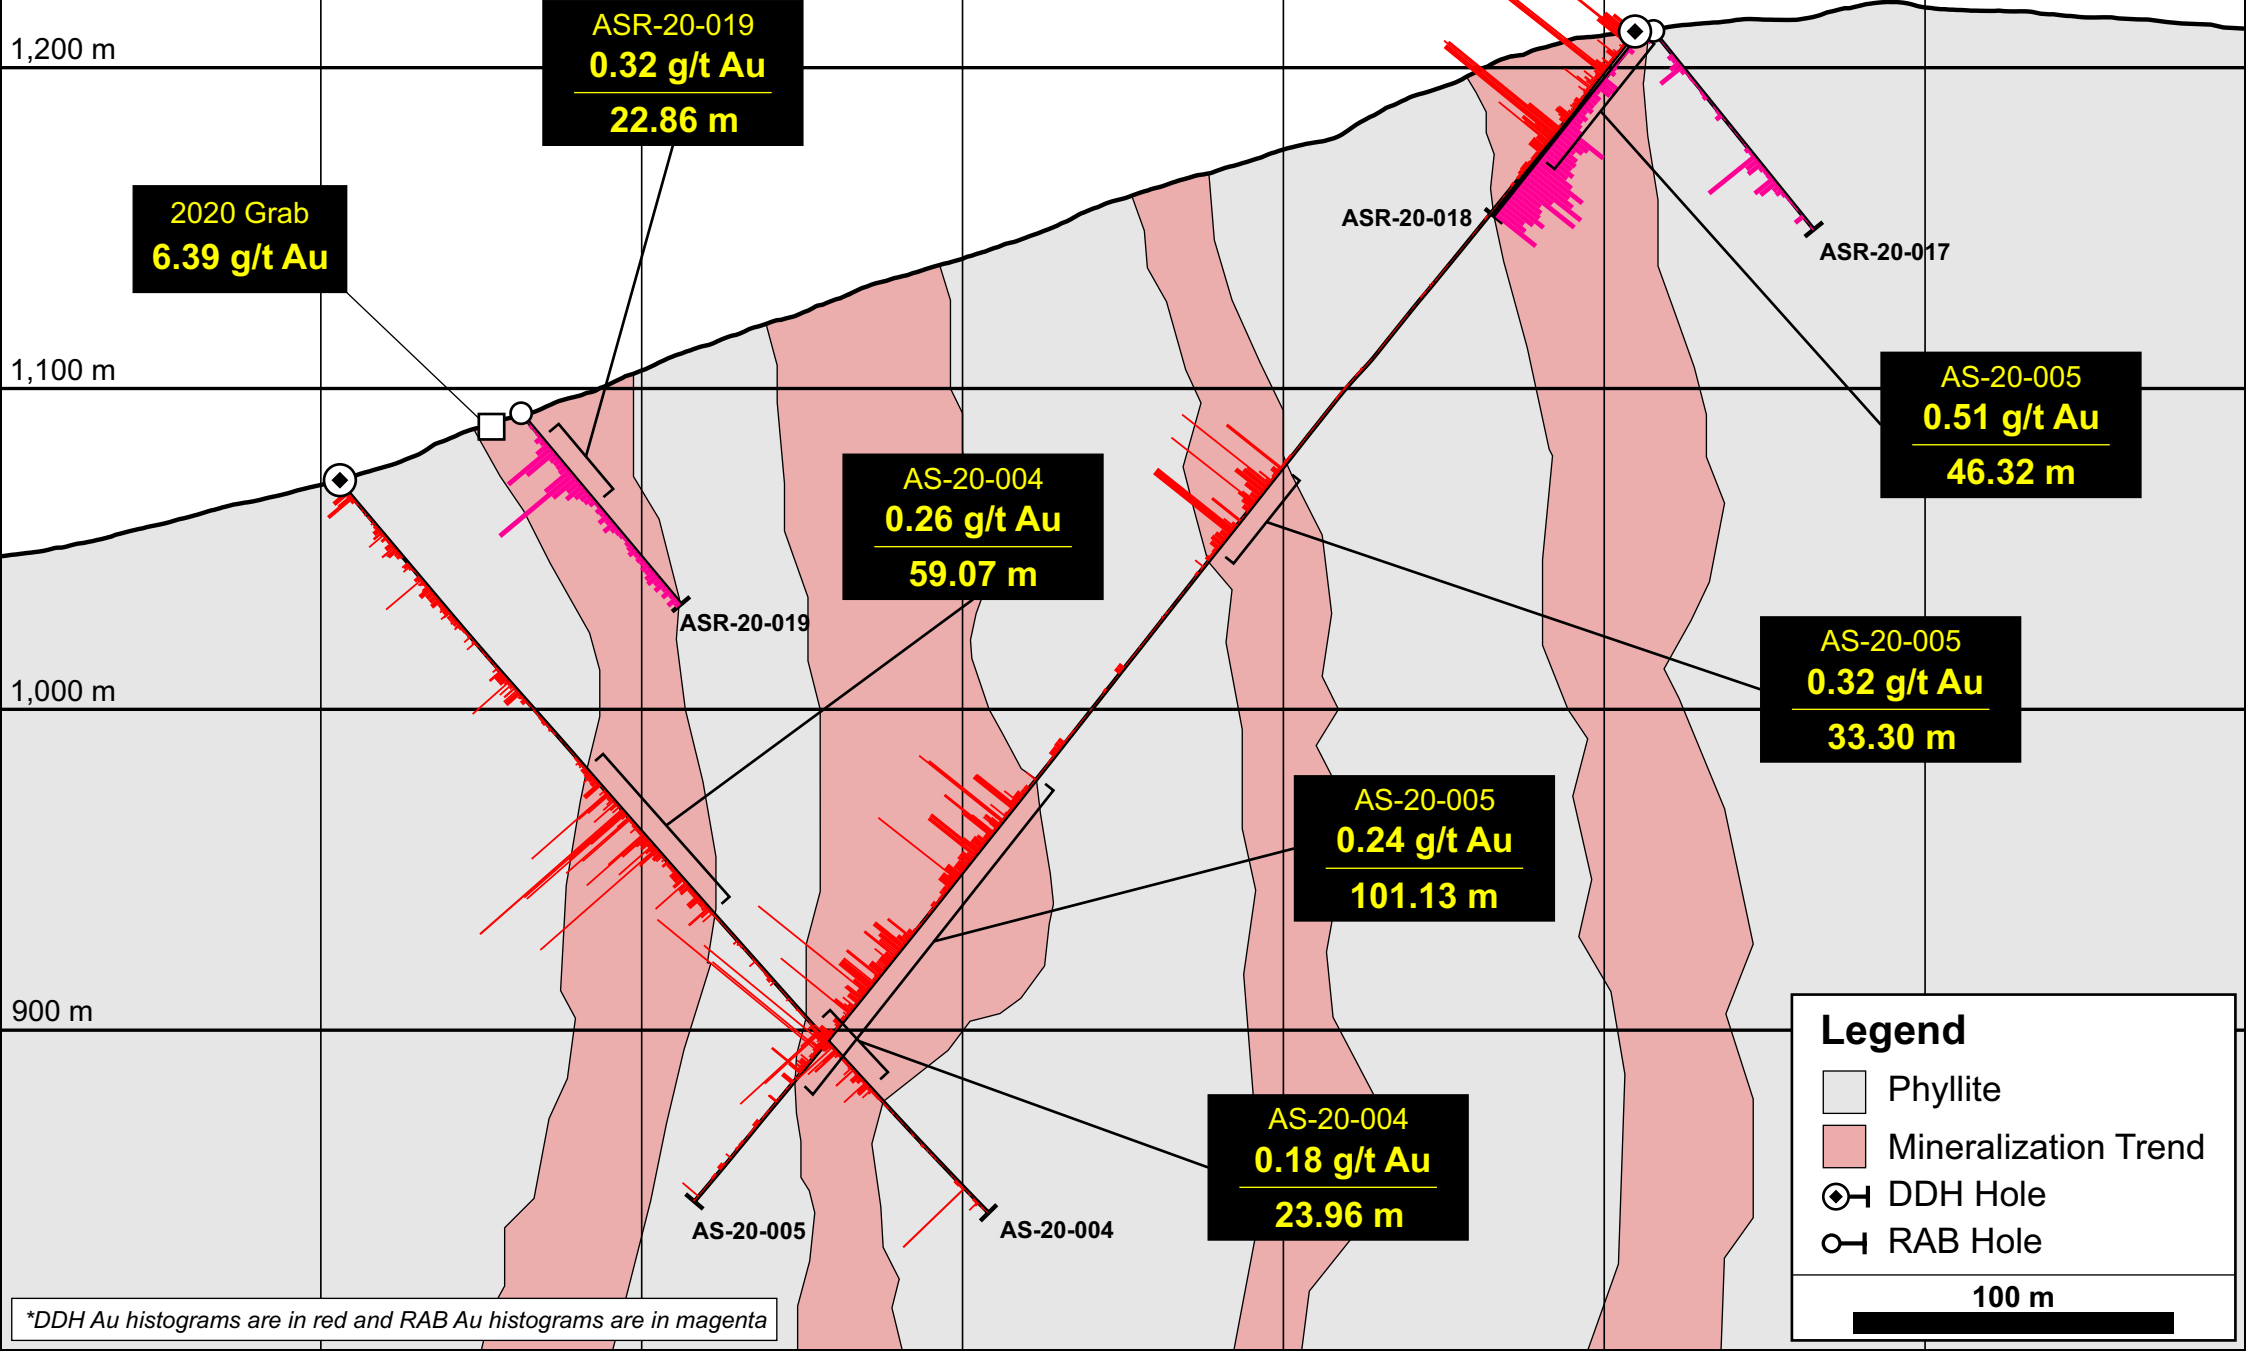 1,200 m
ASR-20-019
0.32 g/t Au
22.86 m
2020 Grab
6.39 g/t Au
ASR-20-018
ASR-20-017
1,100 m
AS-20-005
0.51 g/t Au
46.32 m
AS-20-004
0.26 g/t Au
59.07 m
ASR-20-019
AS-20-005
0.32 g/t Au
33.30 m
1,000 m
AS-20-005
0.24 g/t Au
101.13 m
900 m
AS-20-004
0.18 g/t Au
23.96 m
AS-20-005
AS-20-004
Legend
Phyllite
Mineralization Trend
DDH Hole
RAB Hole
100 m
*DDH Au histograms are in red and RAB Au histograms are in magenta